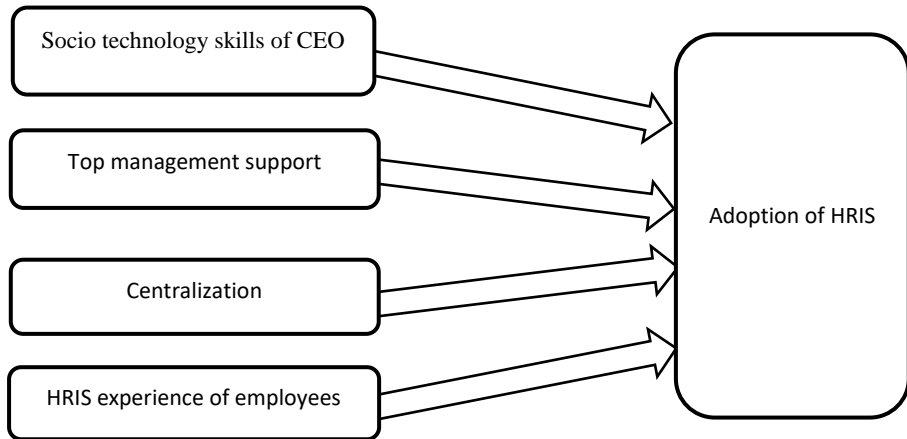 Socio technology skills of CEO
Top management support
Adoption of HRIS
Centralization
HRIS experience of employees